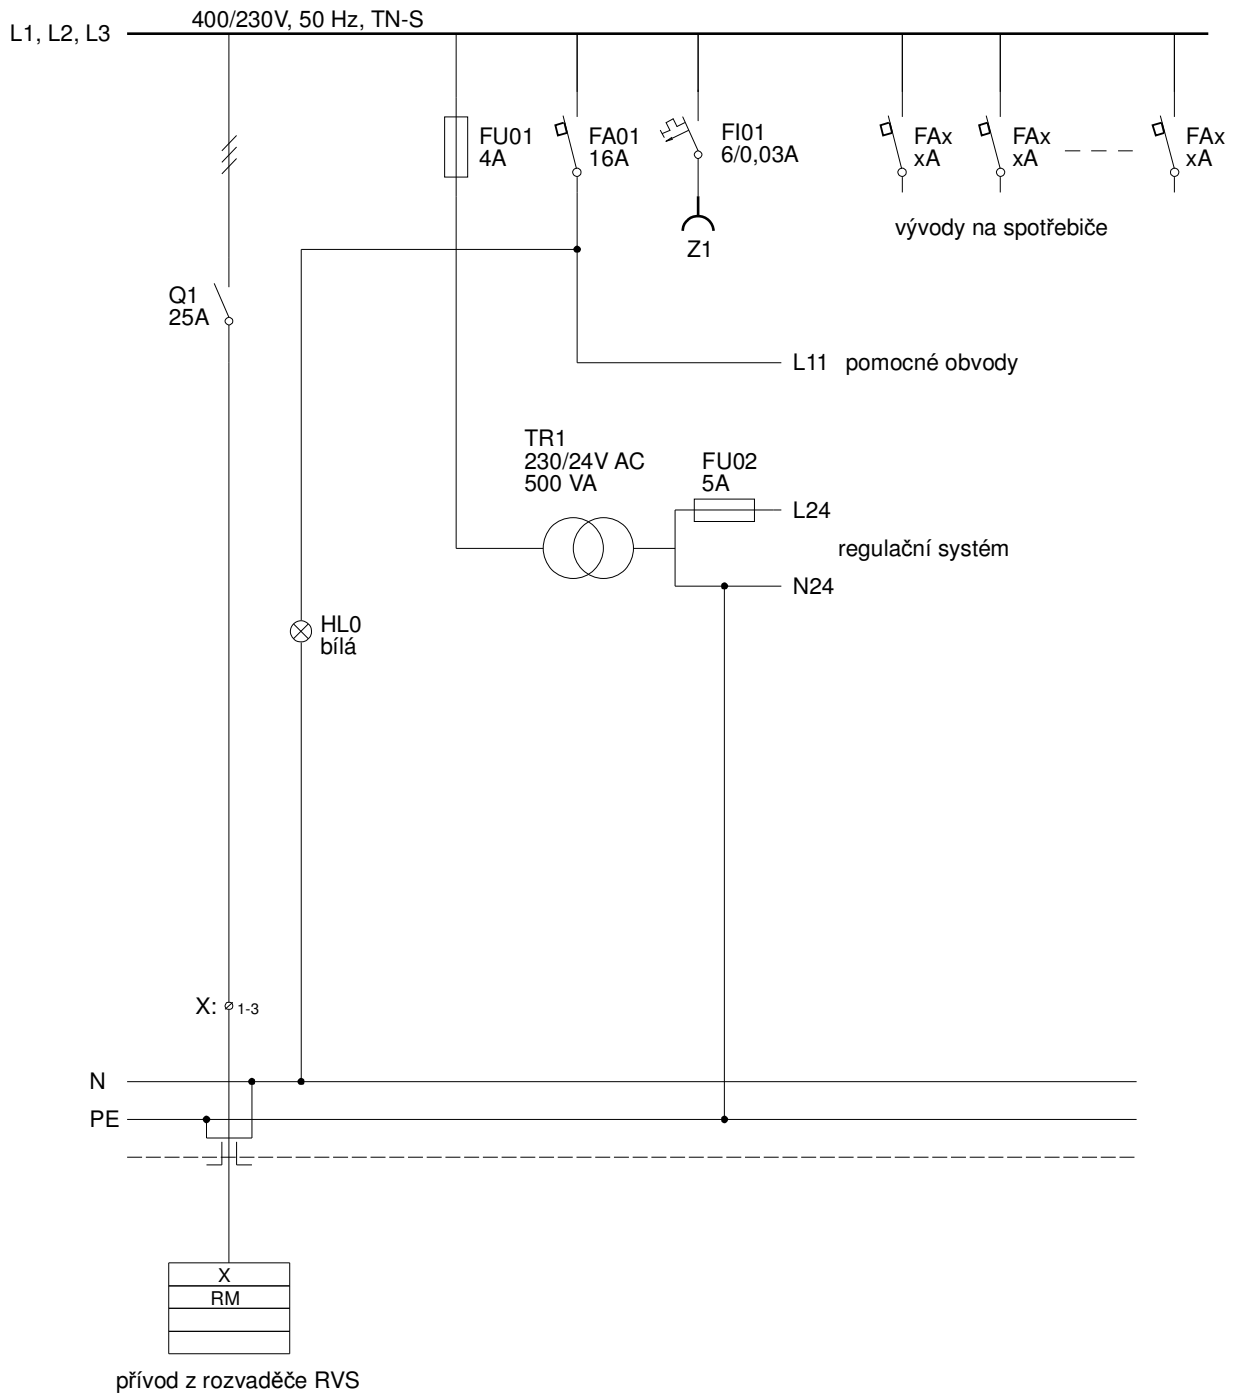 400/230V, 50 Hz, TN-S
L1, L2, L3
FU01
4A
FA01
16A
FI01
6/0,03A
FAx
xA
FAx
xA
FAx
xA
vývody na spotřebiče
Z1
Q1
25A
L11 pomocné obvody
TR1
230/24V AC
500 VA
FU02
5A
L24
regulační systém
N24
HL0
bílá
X: 1-3
N
PE
X
RM
přívod z rozvaděče RVS